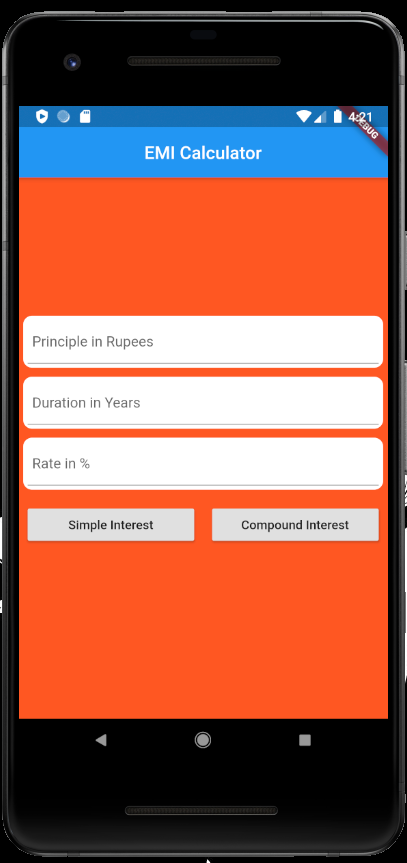 4:21
DEBUG
EMI Calculator
Principle in Rupees
Duration in Years
Rate in %
Simple Interest
Compound Interest